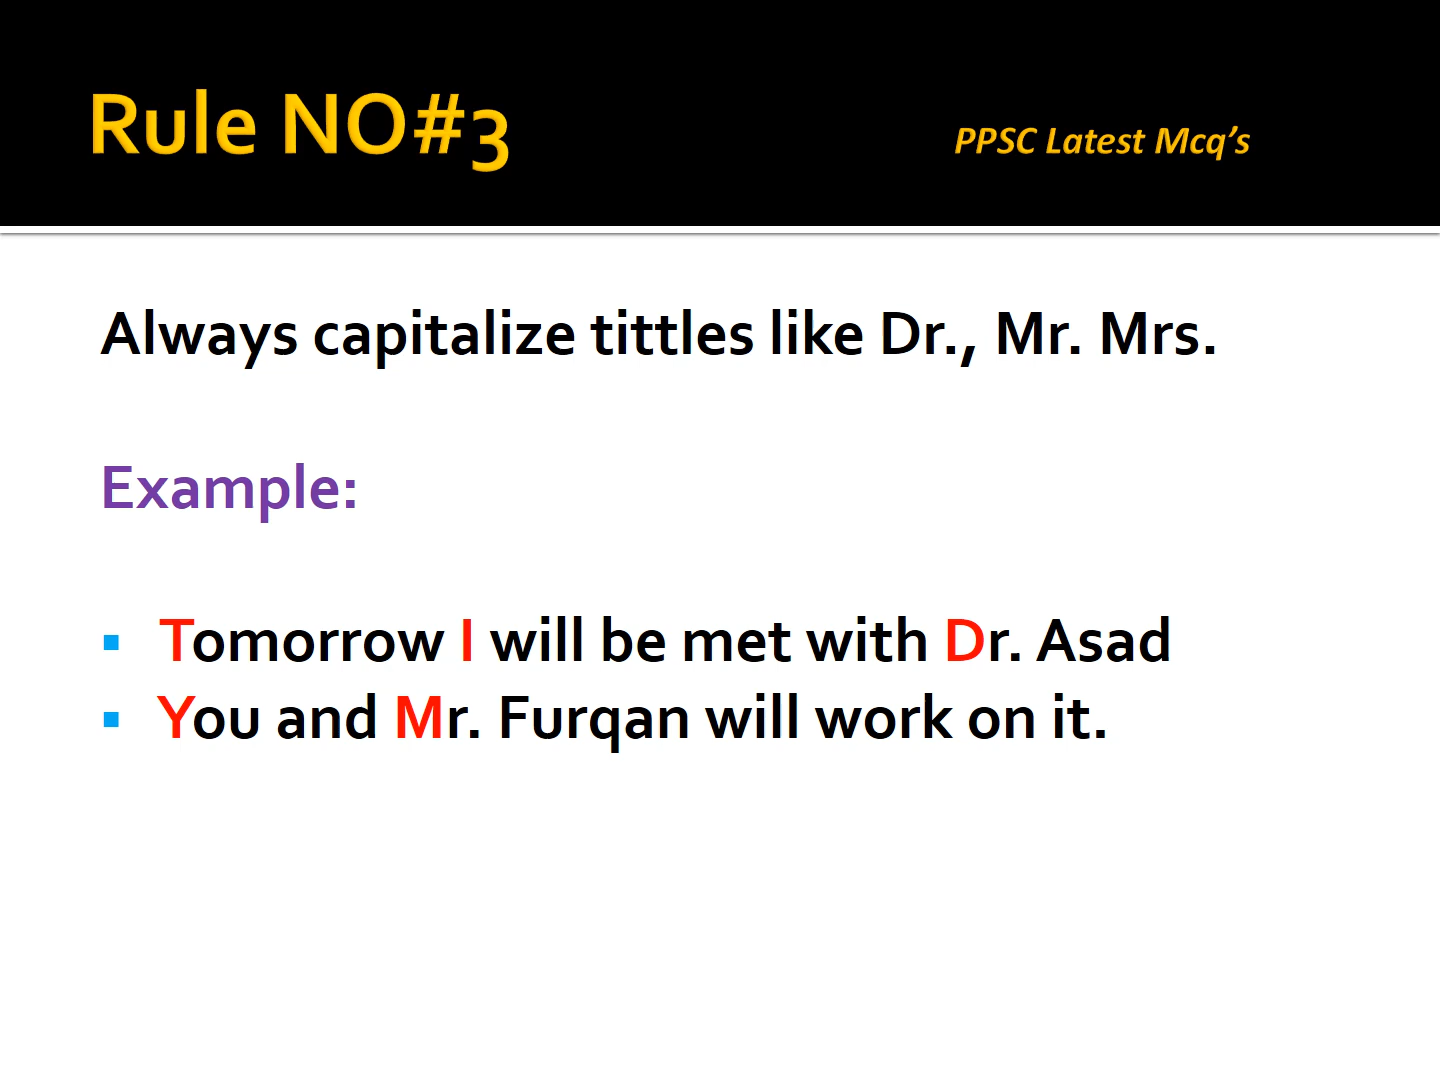 Rule NO#3
PPSC Latest Mcq’s
Always capitalize tittles like Dr., Mr. Mrs.
Example:
▪ Tomorrow I will be met with Dr. Asad
▪ You and Mr. Furqan will work on it.